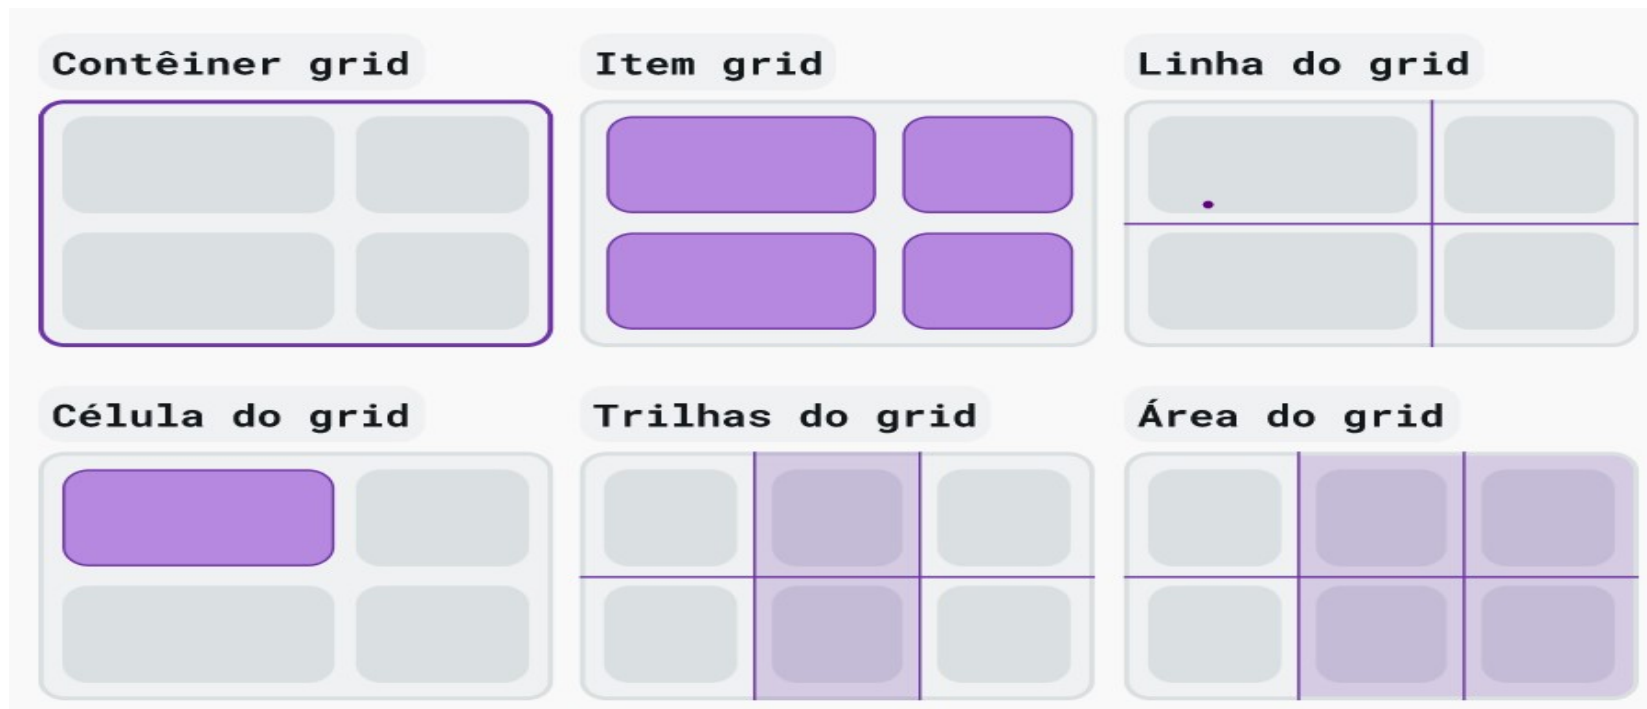 Contêiner grid
Item grid
Linha do grid
Célula do grid
Trilhas do grid
Área do grid